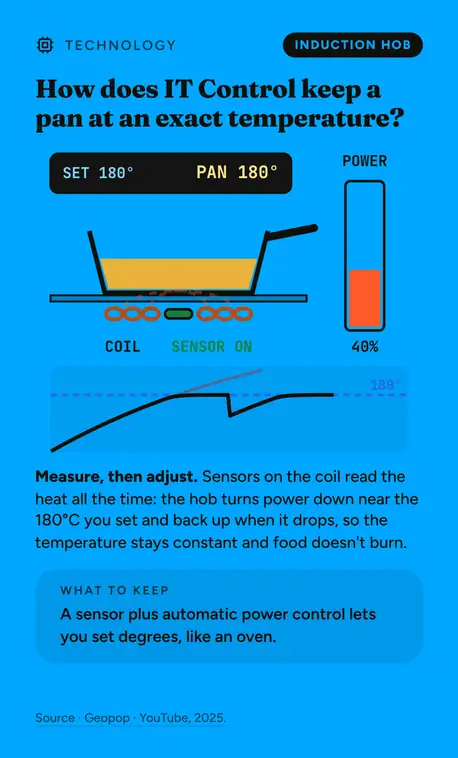 TECHNOLOGY
INDUCTION HOB
How does IT Control keep a
pan at an exact temperature?
SET 180°
PAN 180°
POWER
COIL
SENSOR ON
40%
180°
Measure, then adjust. Sensors on the coil read the
heat all the time: the hob turns power down near the
180°C you set and back up when it drops, so the
temperature stays constant and food doesn't burn.
WHAT TO KEEP
A sensor plus automatic power control lets
you set degrees, like an oven.
Source · Geopop · YouTube, 2025.